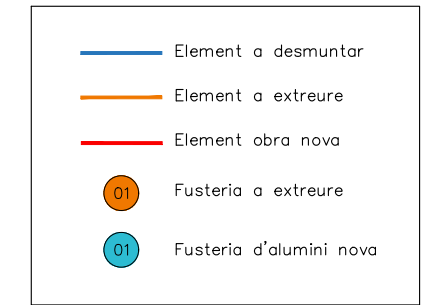 Element a desmuntar
Element a extreure
Element obra nova
01 Fusteria a extreure
01 Fusteria d'alumini nova